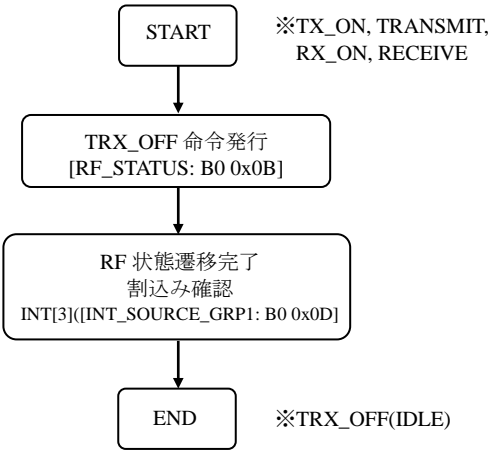 START
※TX_ON, TRANSMIT,
RX_ON, RECEIVE
TRX_OFF 命令発行
[RF_STATUS: B0 0x0B]
RF 状態遷移完了
割込み確認
INT[3]([INT_SOURCE_GRP1: B0 0x0D]
END
※TRX_OFF(IDLE)